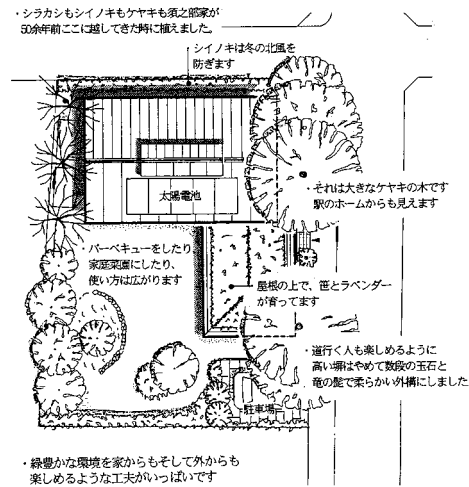 ・シラカシもシイノキもケヤキも須之部家が
50余年前ここに越してきた時に植えました。
シイノキは冬の北風を
防ぎます
・それは大きなケヤキの木です
駅のホームからも見えます
太陽電池
バーベキューをしたり
家庭菜園にしたり、
使い方は広がります
屋根の上で、笹とラベンダー
が育ってます
・道行く人も楽しめるように
高い塀はやめて数段の玉石と
竜の髭で柔らかい外構にしました
駐車場
・緑豊かな環境を家からもそして外からも
楽しめるような工夫がいっぱいです